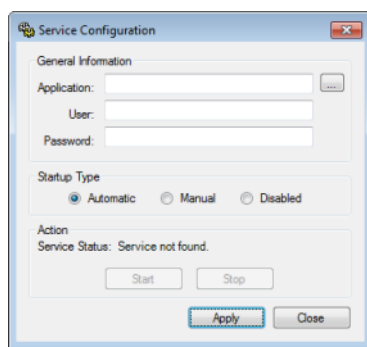 Service Configuration
General Information
Application:
...
User:
Password:
Startup Type
Automatic Manual Disabled
Action
Service Status: Service not found.
Start Stop
Apply Close